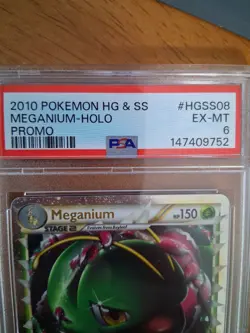 2010 POKEMON HG & SS #HGSS08
MEGANIUM-HOLO EX-MT
PROMO PSA 6
147409752
Meganium HP150
STAGE 2